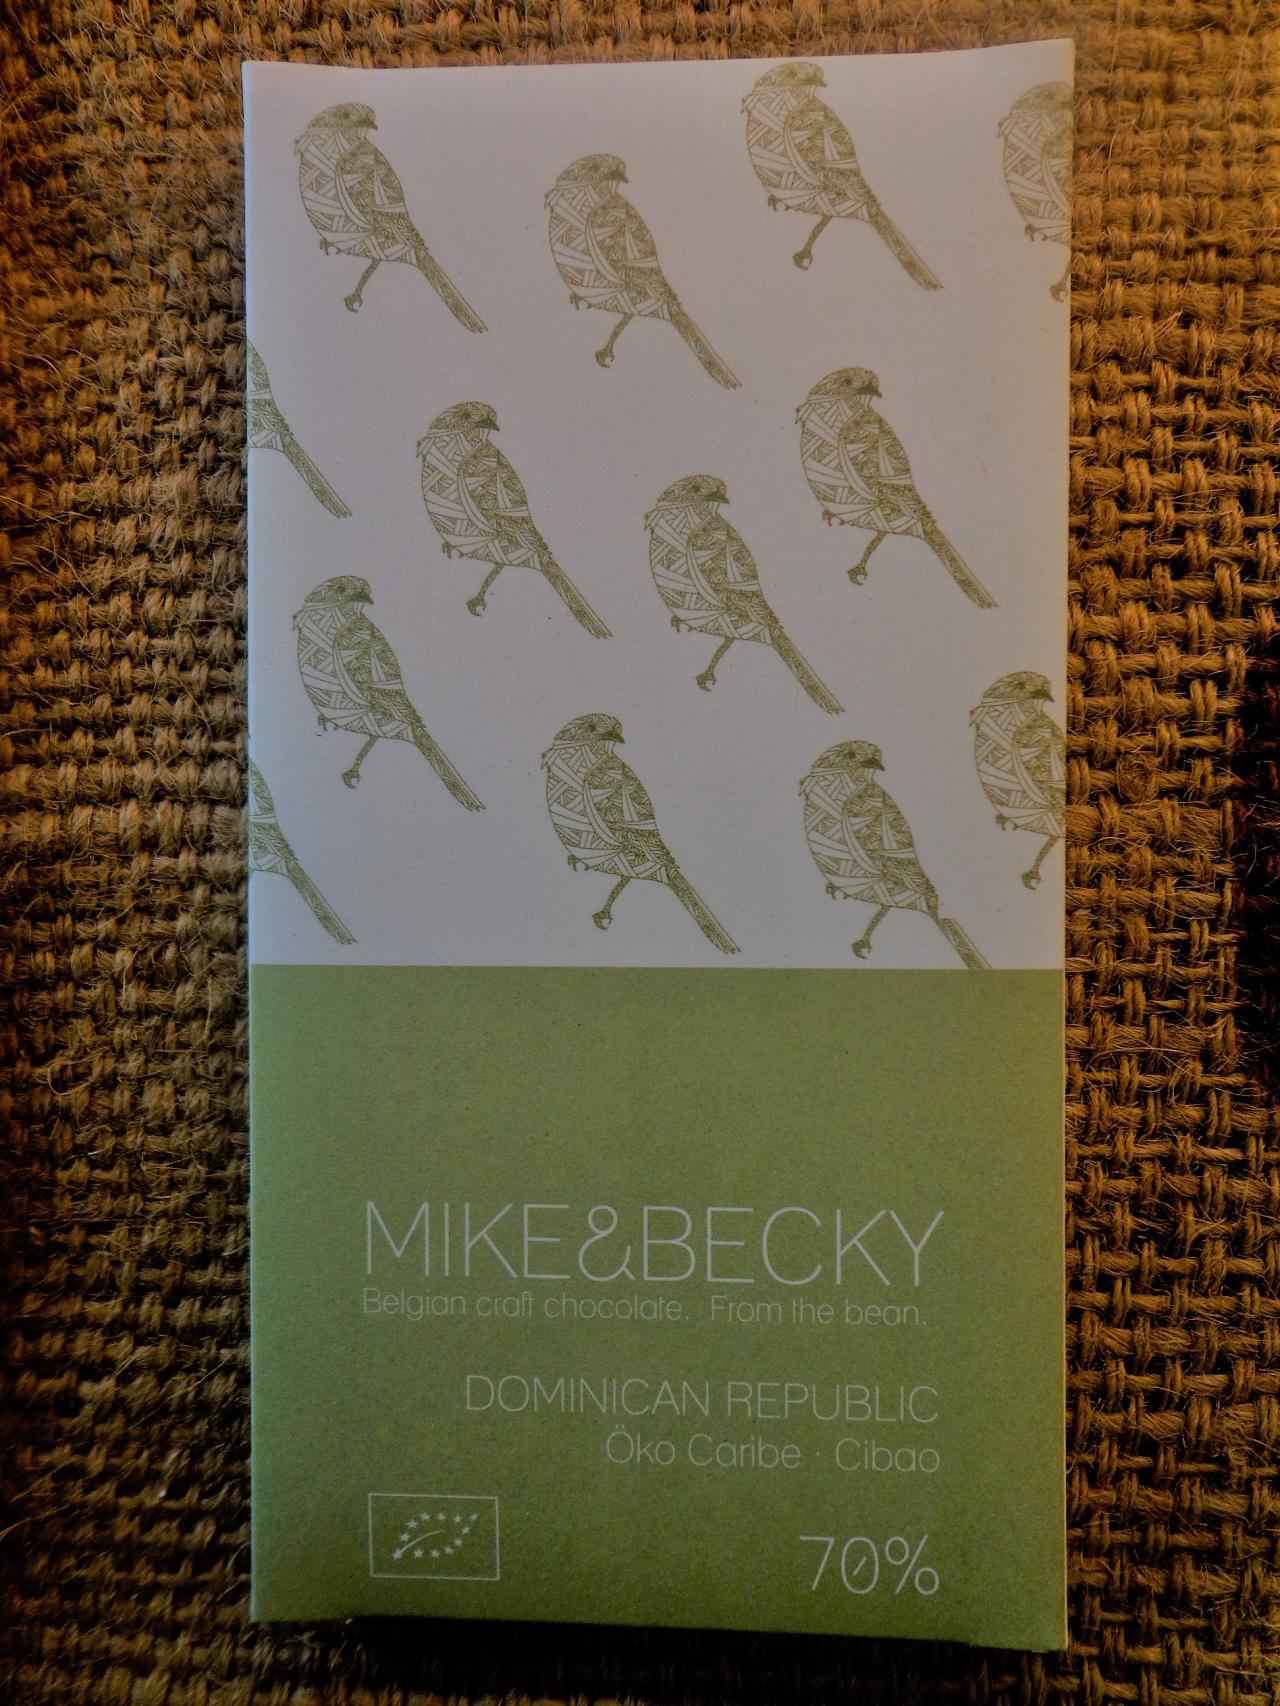 MIKE&BECKY
Belgian craft chocolate. From the bean.
DOMINICAN REPUBLIC
Öko Caribe · Cibao
70%